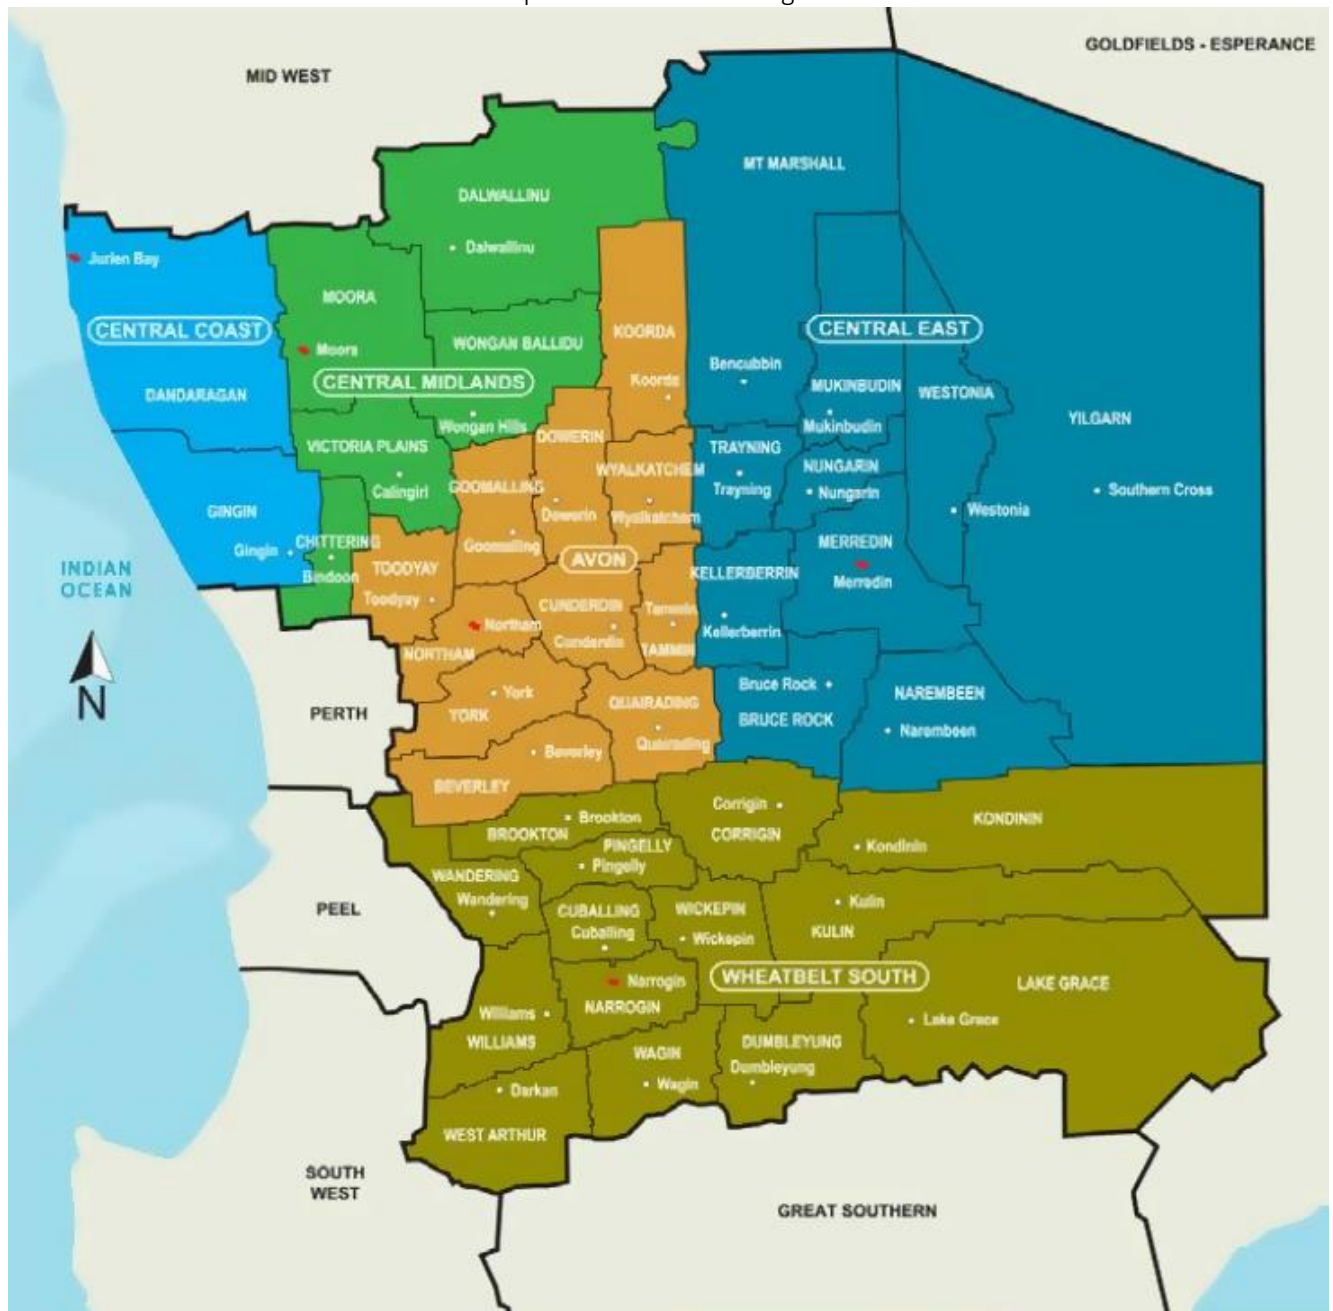 GOLDFIELDS - ESPERANCE
MID WEST
MT MARSHALL
DALWALLINU
Dalwallinu
Jurien Bay
MOORA
CENTRAL COAST
KOORDA
CENTRAL EAST
WONGAN BALLIDU
Moora
Bencubbin
CENTRAL MIDLANDS
Koorda
MUKINBUDIN
WESTONIA
DANDARAGAN
YILGARN
Wongan Hills
Mukinbudin
DOWERIN
VICTORIA PLAINS
TRAYNING
WYALKATCHEM
NUNGARIN
Calingiri
GOOMALLING
Trayning
Nungarin
Southern Cross
GINGIN
Dowerin
Wyalkatchem
Westonia
CHITTERING
Goomalling
MERREDIN
Gingin
AVON
INDIAN
OCEAN
TOODYAY
KELLERBERRIN
Bindoon
Merredin
Toodyay
CUNDERDIN
Tammin
Northam
Cunderdin
Kellerberrin
NORTHAM
TAMMIN
Bruce Rock
NAREMBEEN
York
QUAIRADING
PERTH
YORK
BRUCE ROCK
Narembeen
N
Beverley
Quairading
BEVERLEY
Corrigin
Brookton
KONDININ
BROOKTON
CORRIGIN
PINGELLY
Kondinin
Pingelly
WANDERING
Wandering
Kulin
PEEL
CUBALLING
WICKEPIN
Cuballing
Wickepin
KULIN
WHEATBELT SOUTH
Narrogin
LAKE GRACE
NARROGIN
Williams
Lake Grace
WILLIAMS
DUMBLEYUNG
WAGIN
Dumbleyung
Darkan
Wagin
WEST ARTHUR
SOUTH
WEST
GREAT SOUTHERN